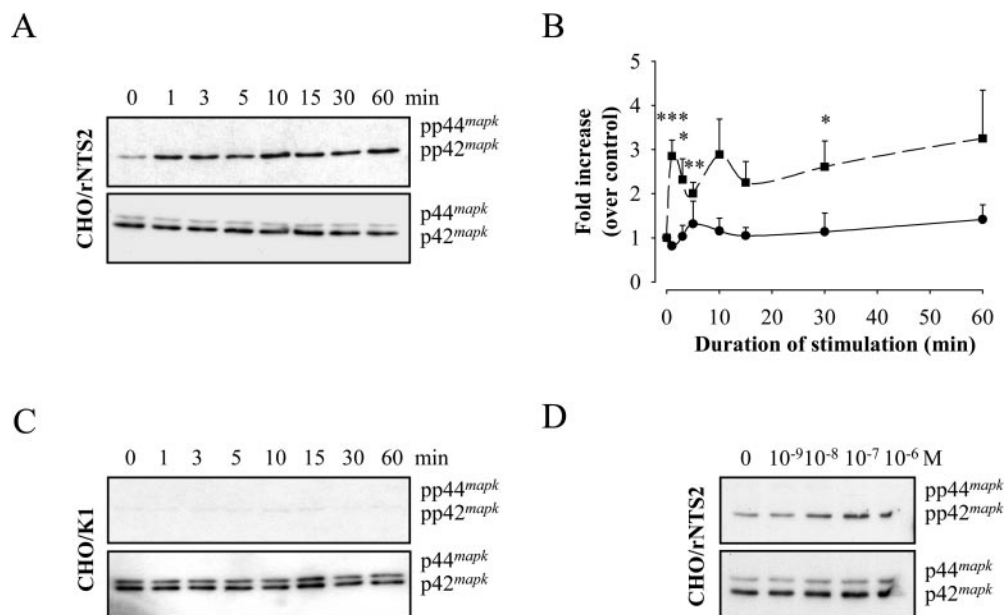 A
0 1 3 5 10 15 30 60 min
CHO/rNTS2
pp44mapk
pp42mapk
p44mapk
p42mapk
B
Fold increase
(over control)
5
4
3
2
1
0
***
*
**
*
0 10 20 30 40 50 60
Duration of stimulation (min)
C
0 1 3 5 10 15 30 60 min
CHO/K1
pp44mapk
pp42mapk
p44mapk
p42mapk
D
0 10-9 10-8 10-7 10-6 M
CHO/rNTS2
pp44mapk
pp42mapk
p44mapk
p42mapk